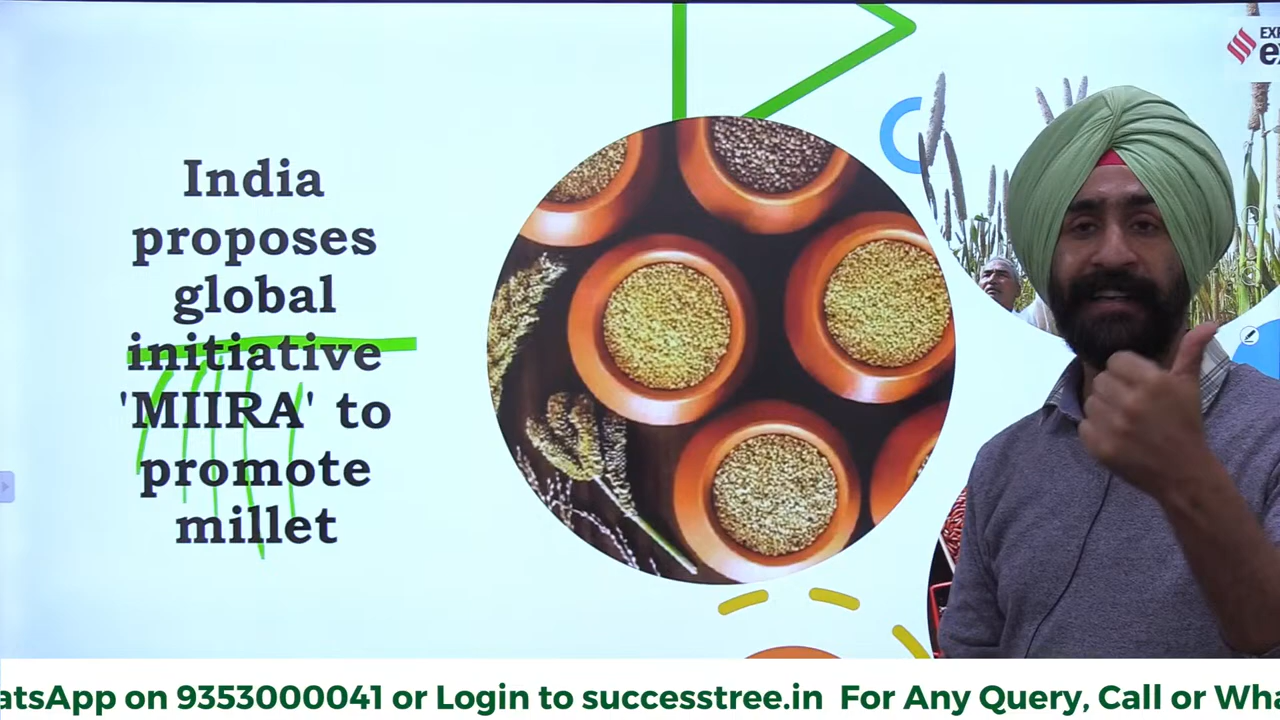 India
proposes
global
initiative
'MIIRA' to
promote
millet
atsApp on 9353000041 or Login to successtree.in For Any Query, Call or Wha